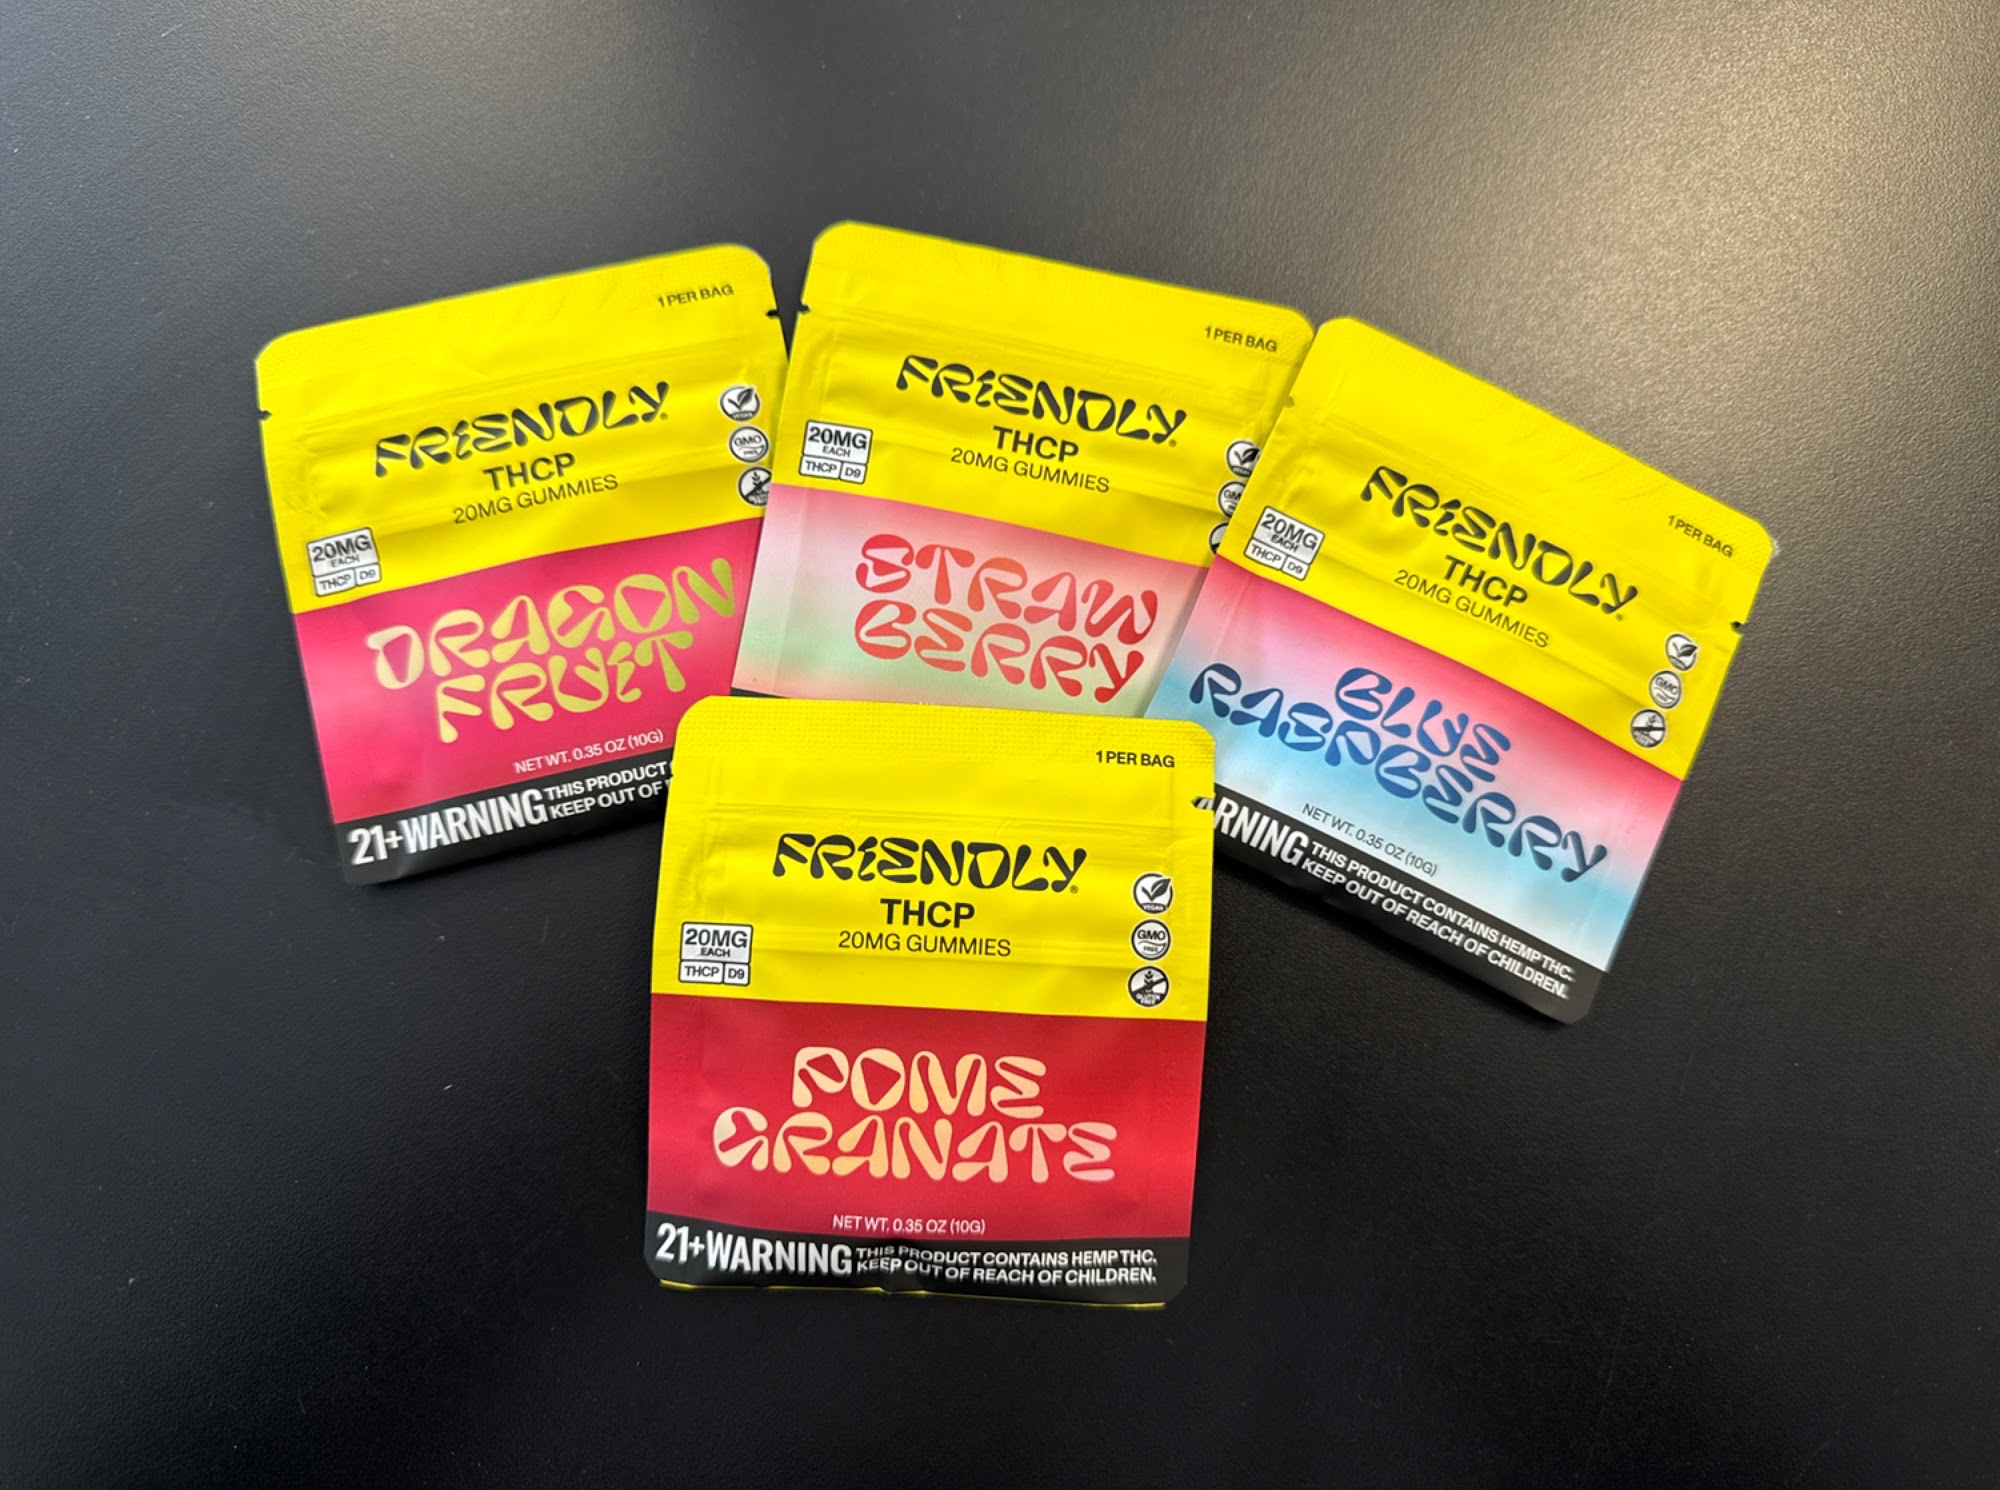 1 PER BAG
FRIENDLY®
THCP
20MG GUMMIES
VEGAN
GMO
FREE
20MG
EACH
THCP D9
DRAGON
FRUIT
NET WT. 0.35 OZ (10G)
21+WARNING THIS PRODUCT
KEEP OUT OF
1 PER BAG
FRIENDLY®
THCP
20MG GUMMIES
20MG
EACH
THCP D9
STRAW
BERRY
1 PER BAG
FRIENDLY®
THCP
20MG GUMMIES
20MG
EACH
THCP D9
GMO
BLUE
RASPBERRY
NET WT. 0.35 OZ (10G)
RNING THIS PRODUCT CONTAINS HEMP THC.
KEEP OUT OF REACH OF CHILDREN.
1 PER BAG
FRIENDLY®
THCP
20MG GUMMIES
VEGAN
GMO
FREE
GLUTEN
FREE
20MG
EACH
THCP D9
POME
GRANATE
NET WT. 0.35 OZ (10G)
21+WARNING THIS PRODUCT CONTAINS HEMP THC.
KEEP OUT OF REACH OF CHILDREN.